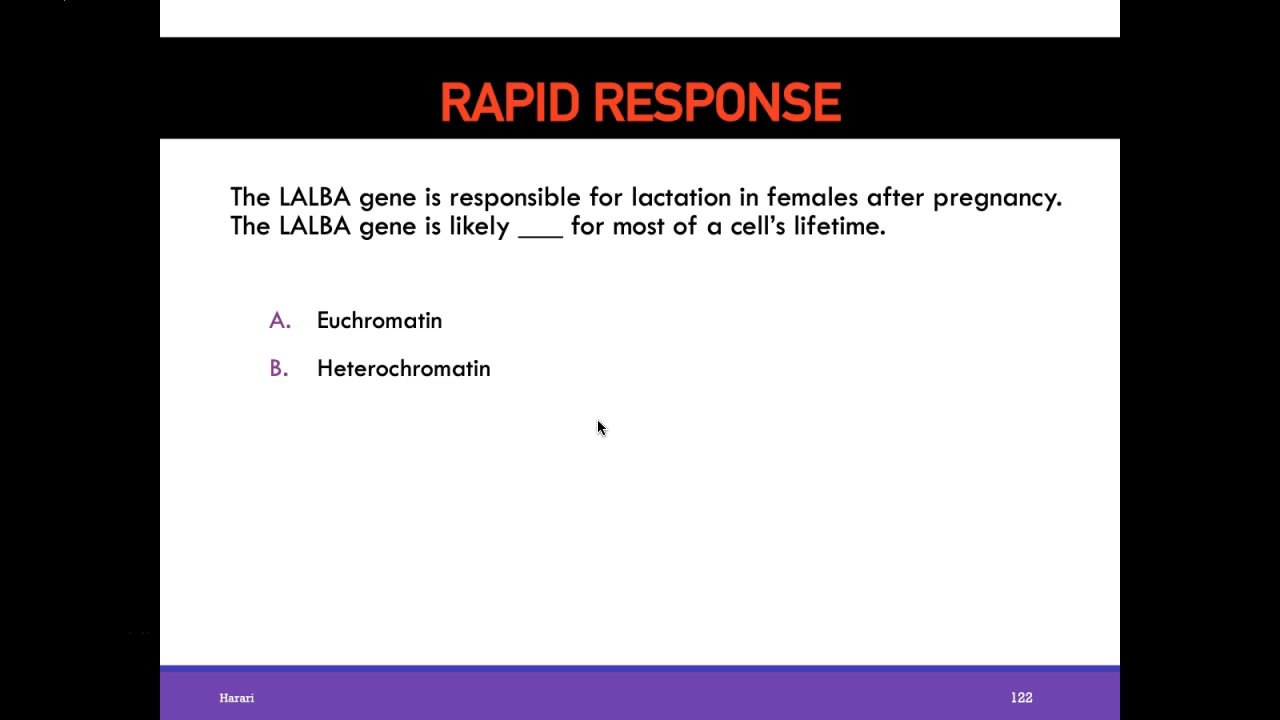 RAPID RESPONSE
The LALBA gene is responsible for lactation in females after pregnancy.
The LALBA gene is likely ___ for most of a cell’s lifetime.
A. Euchromatin
B. Heterochromatin
Harari
122